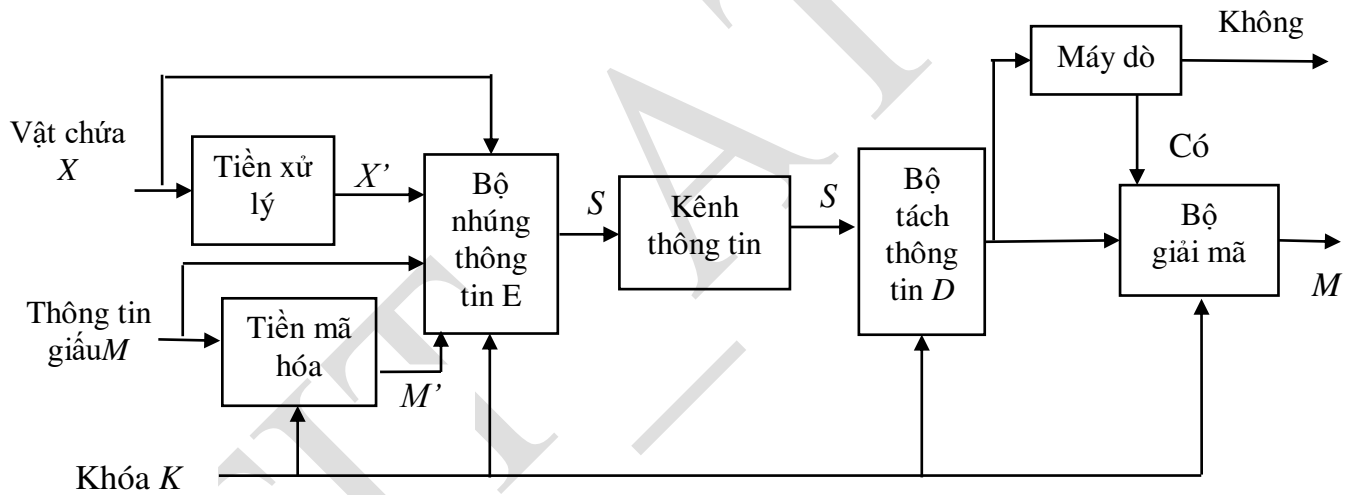 Không
Máy dò
Vật chứa
X
Tiền xử
lý
X’
Bộ
nhúng
thông
tin E
S
Kênh
thông tin
S
Bộ
tách
thông
tin D
Có
Bộ
giải mã
M
Thông tin
giấuM
Tiền mã
hóa
M’
Khóa K